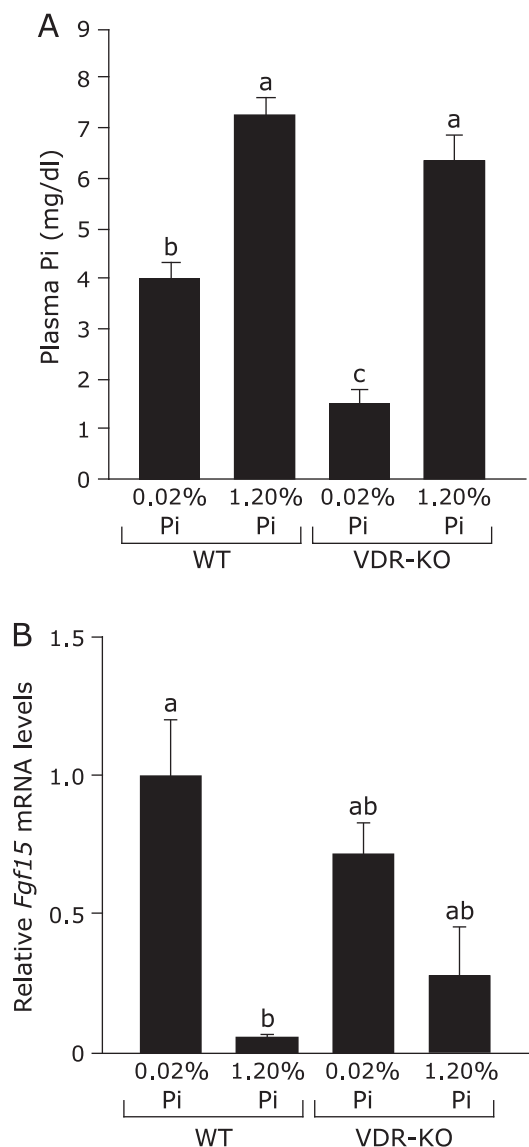 A
9
8
7
6
5
4
3
2
1
0
Plasma Pi (mg/dl)
b
a
c
a
0.02% 1.20% 0.02% 1.20%
Pi Pi Pi Pi
WT VDR-KO
B
1.5
1.0
0.5
0
Relative Fgf15 mRNA levels
a
b
ab
ab
0.02% 1.20% 0.02% 1.20%
Pi Pi Pi Pi
WT VDR-KO